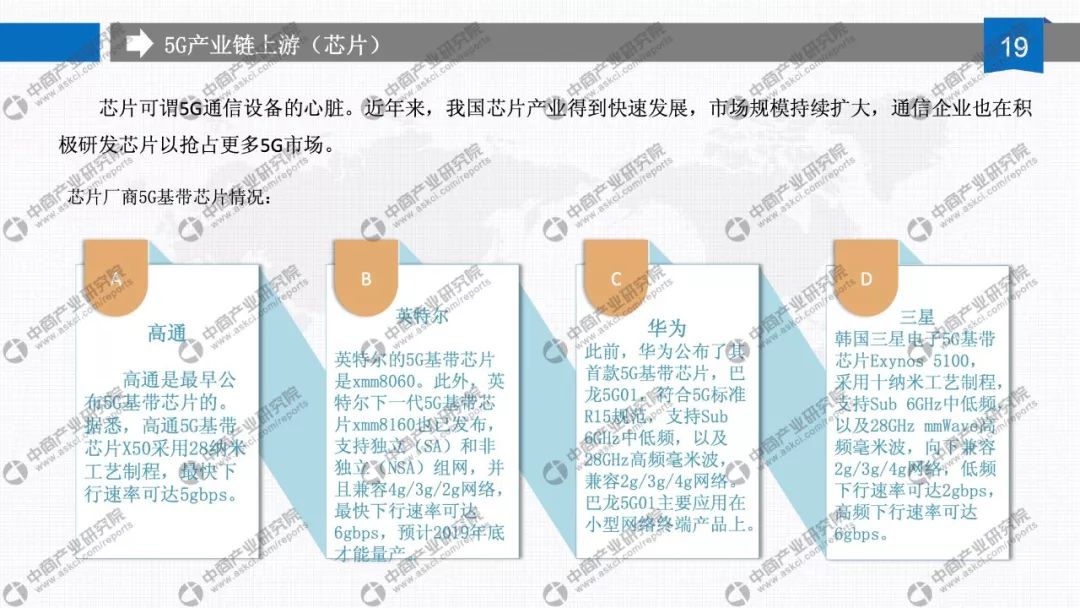 5G产业链上游（芯片）
19
芯片可谓5G通信设备的心脏。近年来，我国芯片产业得到快速发展，市场规模持续扩大，通信企业也在积
极研发芯片以抢占更多5G市场。
芯片厂商5G基带芯片情况：
A
高通
高通是最早公
布5G基带芯片的。
据悉，高通5G基带
芯片X50采用28纳米
工艺制程，最快下
行速率可达5gbps。
B
英特尔
英特尔的5G基带芯片
是xmm8060。此外，英
特尔下一代5G基带芯
片xmm8160也已发布，
支持独立（SA）和非
独立（NSA）组网，并
且兼容4g/3g/2g网络，
最快下行速率可达
6gbps，预计2019年底
才能量产。
C
华为
此前，华为公布了其
首款5G基带芯片，巴
龙5G01，符合5G标准
R15规范，支持Sub
6GHz中低频，以及
28GHz高频毫米波，
兼容2g/3g/4g网络。
巴龙5G01主要应用在
小型网络终端产品上。
D
三星
韩国三星电子5G基带
芯片Exynos 5100，
采用十纳米工艺制程，
支持Sub 6GHz中低频，
以及28GHz mmWave高
频毫米波，向下兼容
2g/3g/4g网络，低频
下行速率可达2gbps，
高频下行速率可达
6gbps。
中商产业研究院
www.askci.com/reports